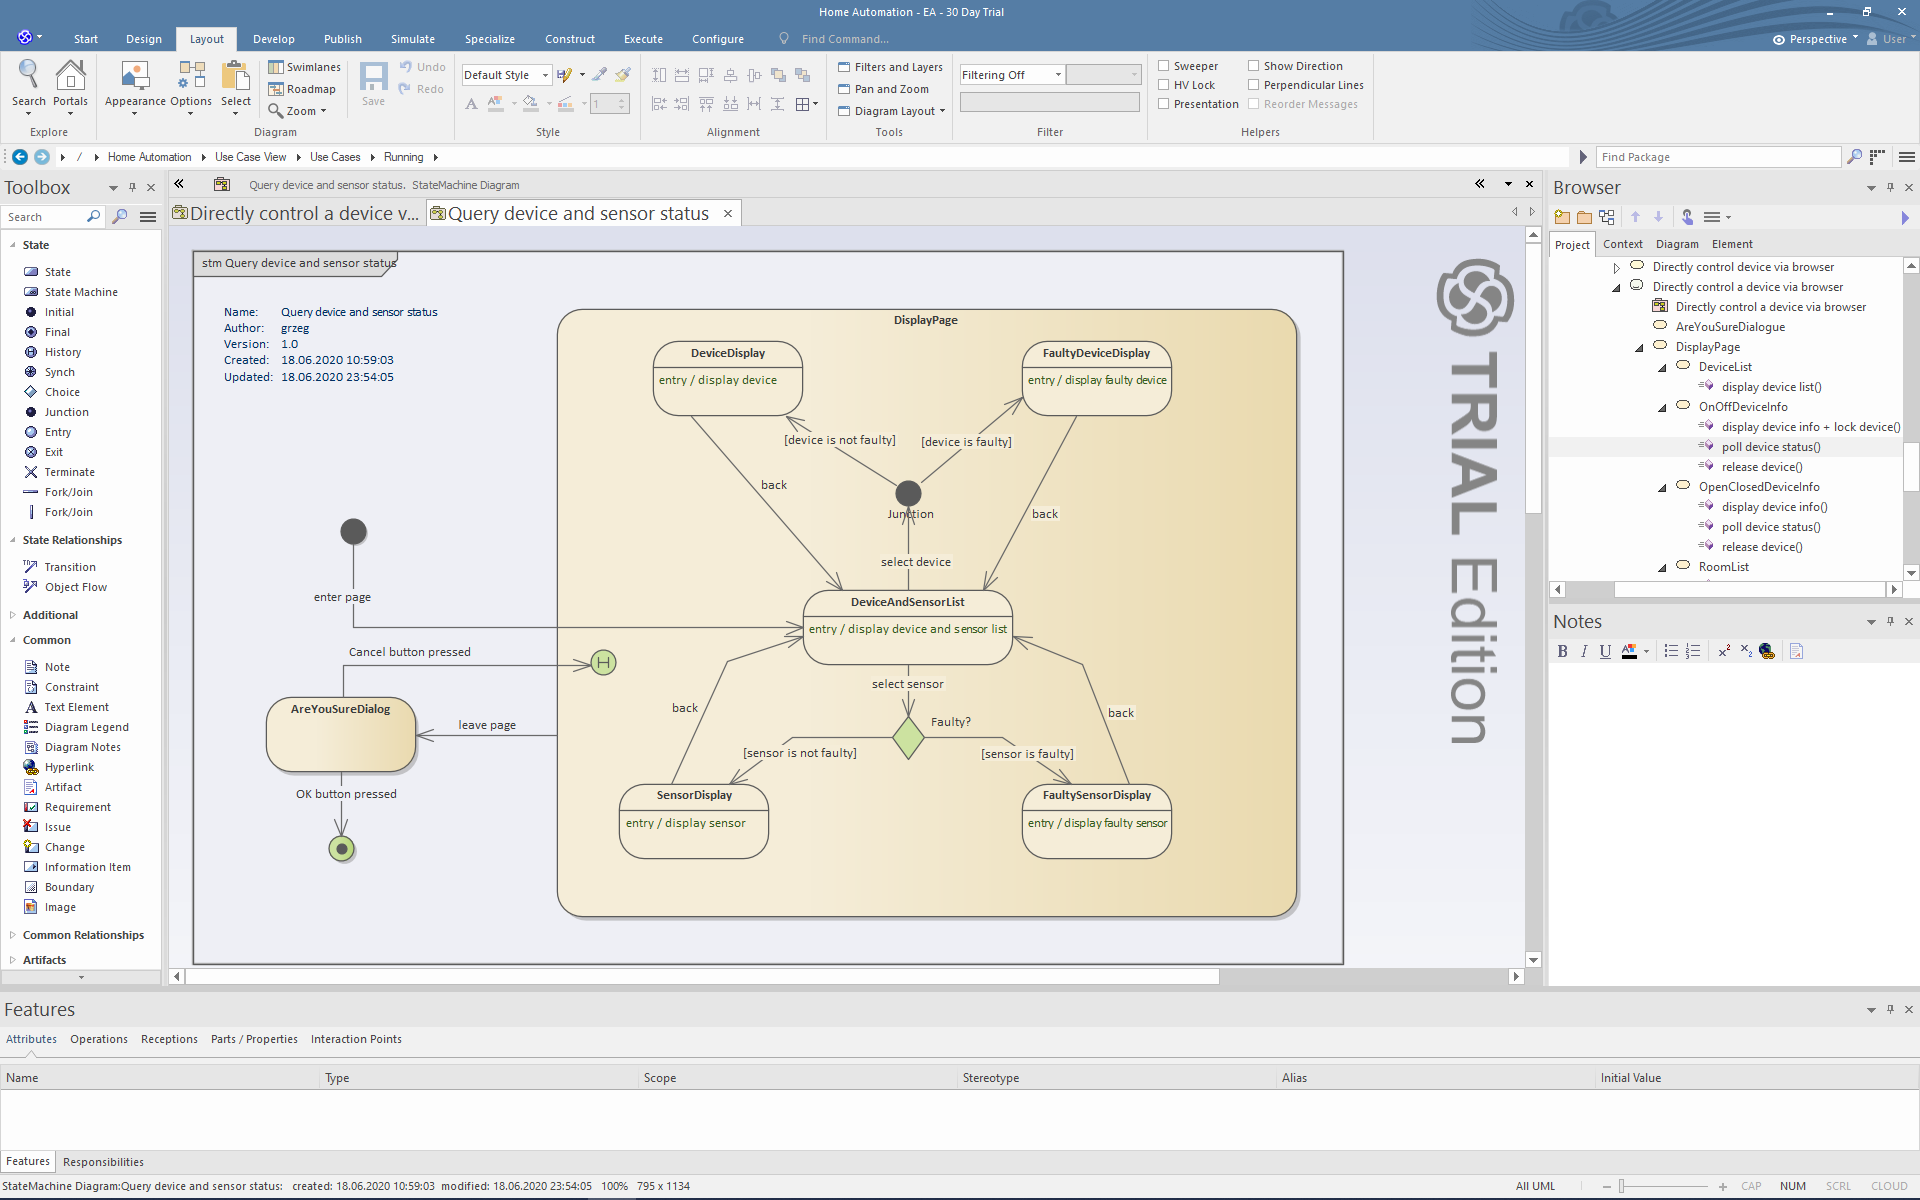 Home Automation - EA - 30 Day Trial
Start Design Layout Develop Publish Simulate Specialize Construct Execute Configure Find Command... Perspective User
Search Portals Appearance Options Select Swimlanes Roadmap Zoom Save Undo Redo Default Style 1 Filters and Layers Pan and Zoom Diagram Layout Filtering Off Sweeper HV Lock Presentation Show Direction Perpendicular Lines Reorder Messages
Explore Diagram Style Alignment Tools Filter Helpers
/ Home Automation Use Case View Use Cases Running Find Package
Toolbox
Search
State
State
State Machine
Initial
Final
History
Synch
Choice
Junction
Entry
Exit
Terminate
Fork/Join
Fork/Join
State Relationships
Transition
Object Flow
Additional
Common
Note
Constraint
Text Element
Diagram Legend
Diagram Notes
Hyperlink
Artifact
Requirement
Issue
Change
Information Item
Boundary
Image
Common Relationships
Artifacts
Query device and sensor status. StateMachine Diagram
Directly control a device v... Query device and sensor status
stm Query device and sensor status
Name: Query device and sensor status
Author: grzeg
Version: 1.0
Created: 18.06.2020 10:59:03
Updated: 18.06.2020 23:54:05
DisplayPage
DeviceDisplay
entry / display device
FaultyDeviceDisplay
entry / display faulty device
[device is not faulty]
[device is faulty]
back
Junction
back
select device
enter page
DeviceAndSensorList
entry / display device and sensor list
Cancel button pressed
H
select sensor
AreYouSureDialog
leave page
back
Faulty?
back
[sensor is not faulty]
[sensor is faulty]
OK button pressed
SensorDisplay
entry / display sensor
FaultySensorDisplay
entry / display faulty sensor
TRIAL Edition
Browser
Project Context Diagram Element
Directly control device via browser
Directly control a device via browser
Directly control a device via browser
AreYouSureDialogue
DisplayPage
DeviceList
display device list()
OnOffDeviceInfo
display device info + lock device()
poll device status()
release device()
OpenClosedDeviceInfo
display device info()
poll device status()
release device()
RoomList
Notes
B I U
Features
Attributes Operations Receptions Parts / Properties Interaction Points
Name Type Scope Stereotype Alias Initial Value
Features Responsibilities
StateMachine Diagram:Query device and sensor status: created: 18.06.2020 10:59:03 modified: 18.06.2020 23:54:05 100% 795 x 1134 All UML CAP NUM SCRL CLOUD